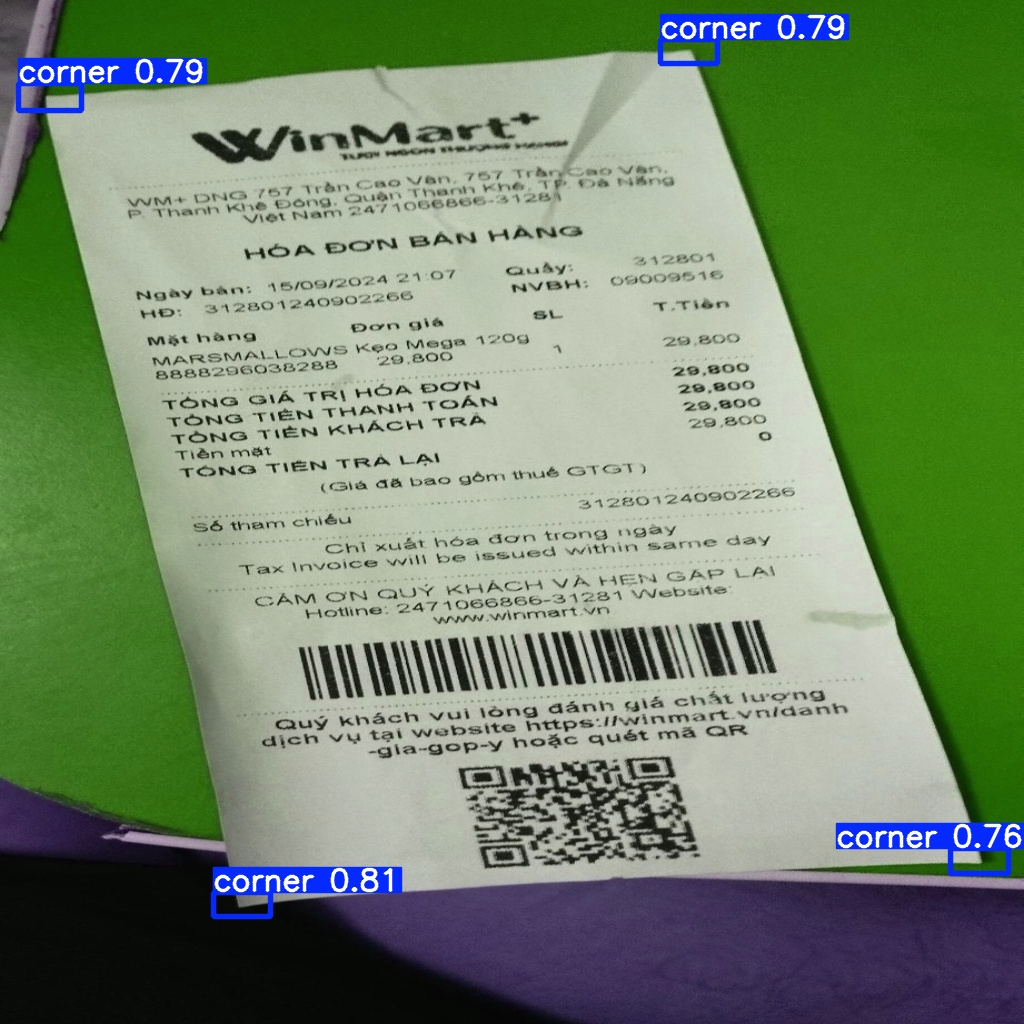 corner 0.79
corner 0.79
WinMart+
TƯƠI NGON THƯỢNG HẠNG!
WM+ DNG 757 Trần Cao Vân, 757 Trần Cao Vân,
P. Thanh Khê Đông, Quận Thanh Khê, TP. Đà Nẵng
Việt Nam 2471066866-31281
HÓA ĐƠN BÁN HÀNG
Ngày bán: 15/09/2024 21:07 Quầy: 312801
HĐ: 312801240902266 NVBH: 09009516
Mặt hàng Đơn giá SL T.Tiền
MARSMALLOWS Kẹo Mega 120g
8888296038288 29,800 1 29,800
TỔNG GIÁ TRỊ HÓA ĐƠN 29,800
TỔNG TIỀN THANH TOÁN 29,800
TỔNG TIỀN KHÁCH TRẢ 29,800
Tiền mặt 29,800
TỔNG TIỀN TRẢ LẠI 0
(Giá đã bao gồm thuế GTGT)
Số tham chiếu 312801240902266
Chỉ xuất hóa đơn trong ngày
Tax Invoice will be issued within same day
CẢM ƠN QUÝ KHÁCH VÀ HẸN GẶP LẠI
Hotline: 2471066866-31281 Website:
www.winmart.vn
Quý khách vui lòng đánh giá chất lượng
dịch vụ tại website https://winmart.vn/danh
-gia-gop-y hoặc quét mã QR
corner 0.76
corner 0.81